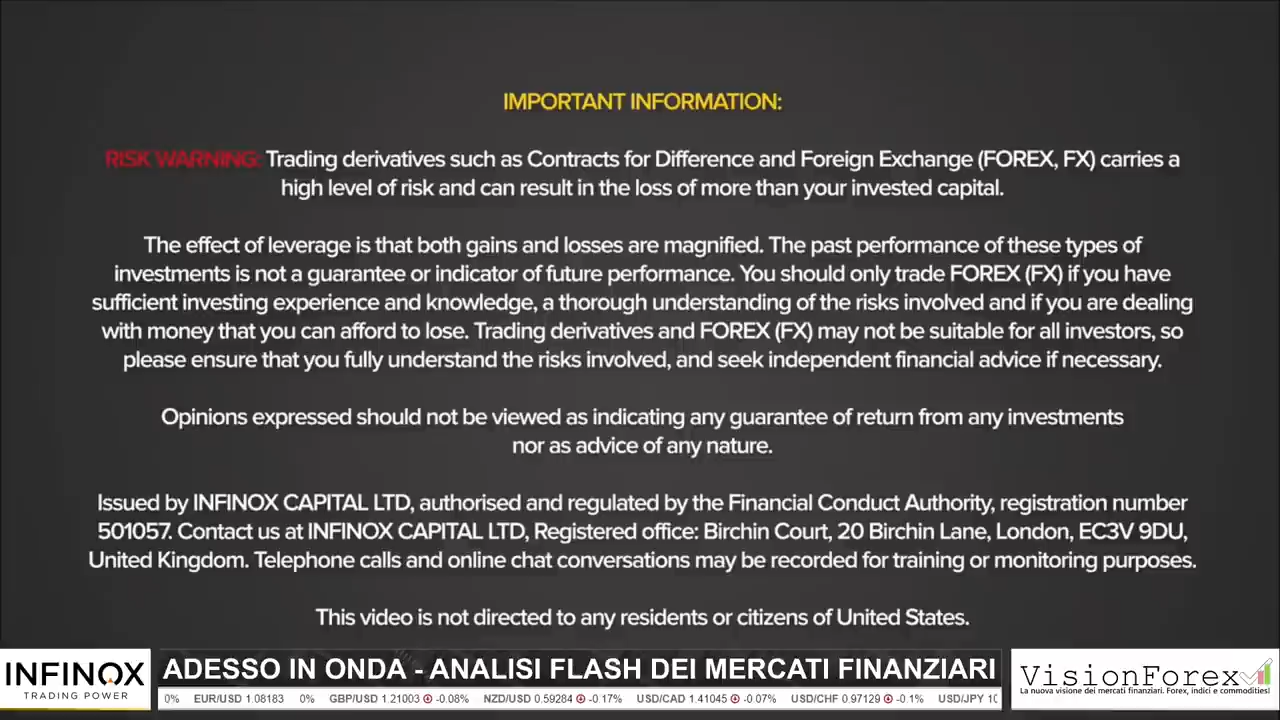 IMPORTANT INFORMATION:
RISK WARNING: Trading derivatives such as Contracts for Difference and Foreign Exchange (FOREX, FX) carries a
high level of risk and can result in the loss of more than your invested capital.
The effect of leverage is that both gains and losses are magnified. The past performance of these types of
investments is not a guarantee or indicator of future performance. You should only trade FOREX (FX) if you have
sufficient investing experience and knowledge, a thorough understanding of the risks involved and if you are dealing
with money that you can afford to lose. Trading derivatives and FOREX (FX) may not be suitable for all investors, so
please ensure that you fully understand the risks involved, and seek independent financial advice if necessary.
Opinions expressed should not be viewed as indicating any guarantee of return from any investments
nor as advice of any nature.
Issued by INFINOX CAPITAL LTD, authorised and regulated by the Financial Conduct Authority, registration number
501057. Contact us at INFINOX CAPITAL LTD, Registered office: Birchin Court, 20 Birchin Lane, London, EC3V 9DU,
United Kingdom. Telephone calls and online chat conversations may be recorded for training or monitoring purposes.
This video is not directed to any residents or citizens of United States.
INFINOX
TRADING POWER
ADESSO IN ONDA - ANALISI FLASH DEI MERCATI FINANZIARI
0% EUR/USD 1.08183 0% GBP/USD 1.21003 -0.08% NZD/USD 0.59284 -0.17% USD/CAD 1.41045 -0.07% USD/CHF 0.97129 -0.1% USD/JPY 10
VisionForex
La nuova visione dei mercati finanziari. Forex, indici e commodities!